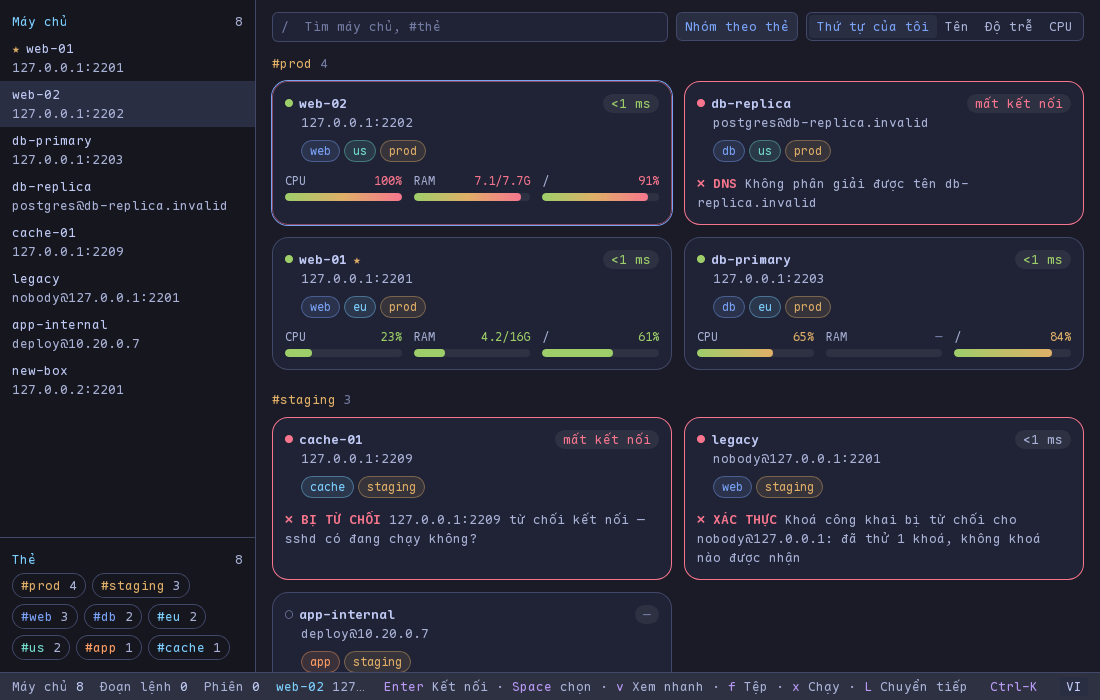 Máy chủ 8
★ web-01
127.0.0.1:2201
web-02
127.0.0.1:2202
db-primary
127.0.0.1:2203
db-replica
postgres@db-replica.invalid
cache-01
127.0.0.1:2209
legacy
nobody@127.0.0.1:2201
app-internal
deploy@10.20.0.7
new-box
127.0.0.2:2201
Thẻ 8
#prod 4 #staging 3
#web 3 #db 2 #eu 2
#us 2 #app 1 #cache 1
/ Tìm máy chủ, #thẻ
Nhóm theo thẻ
Thứ tự của tôi Tên Độ trễ CPU
#prod 4
web-02 <1 ms
127.0.0.1:2202
web us prod
CPU 100% RAM 7.1/7.7G / 91%
db-replica mất kết nối
postgres@db-replica.invalid
db us prod
× DNS Không phân giải được tên db-
replica.invalid
web-01 ★ <1 ms
127.0.0.1:2201
web eu prod
CPU 23% RAM 4.2/16G / 61%
db-primary <1 ms
127.0.0.1:2203
db eu prod
CPU 65% RAM — / 84%
#staging 3
cache-01 mất kết nối
127.0.0.1:2209
cache staging
× BỊ TỪ CHỐI 127.0.0.1:2209 từ chối kết nối —
sshd có đang chạy không?
legacy <1 ms
nobody@127.0.0.1:2201
web staging
× XÁC THỰC Khoá công khai bị từ chối cho
nobody@127.0.0.1: đã thử 1 khoá, không khoá
nào được nhận
app-internal —
deploy@10.20.0.7
app staging
Máy chủ 8 Đoạn lệnh 0 Phiên 0 web-02 127… Enter Kết nối · Space chọn · v Xem nhanh · f Tệp · x Chạy · L Chuyển tiếp Ctrl-K VI